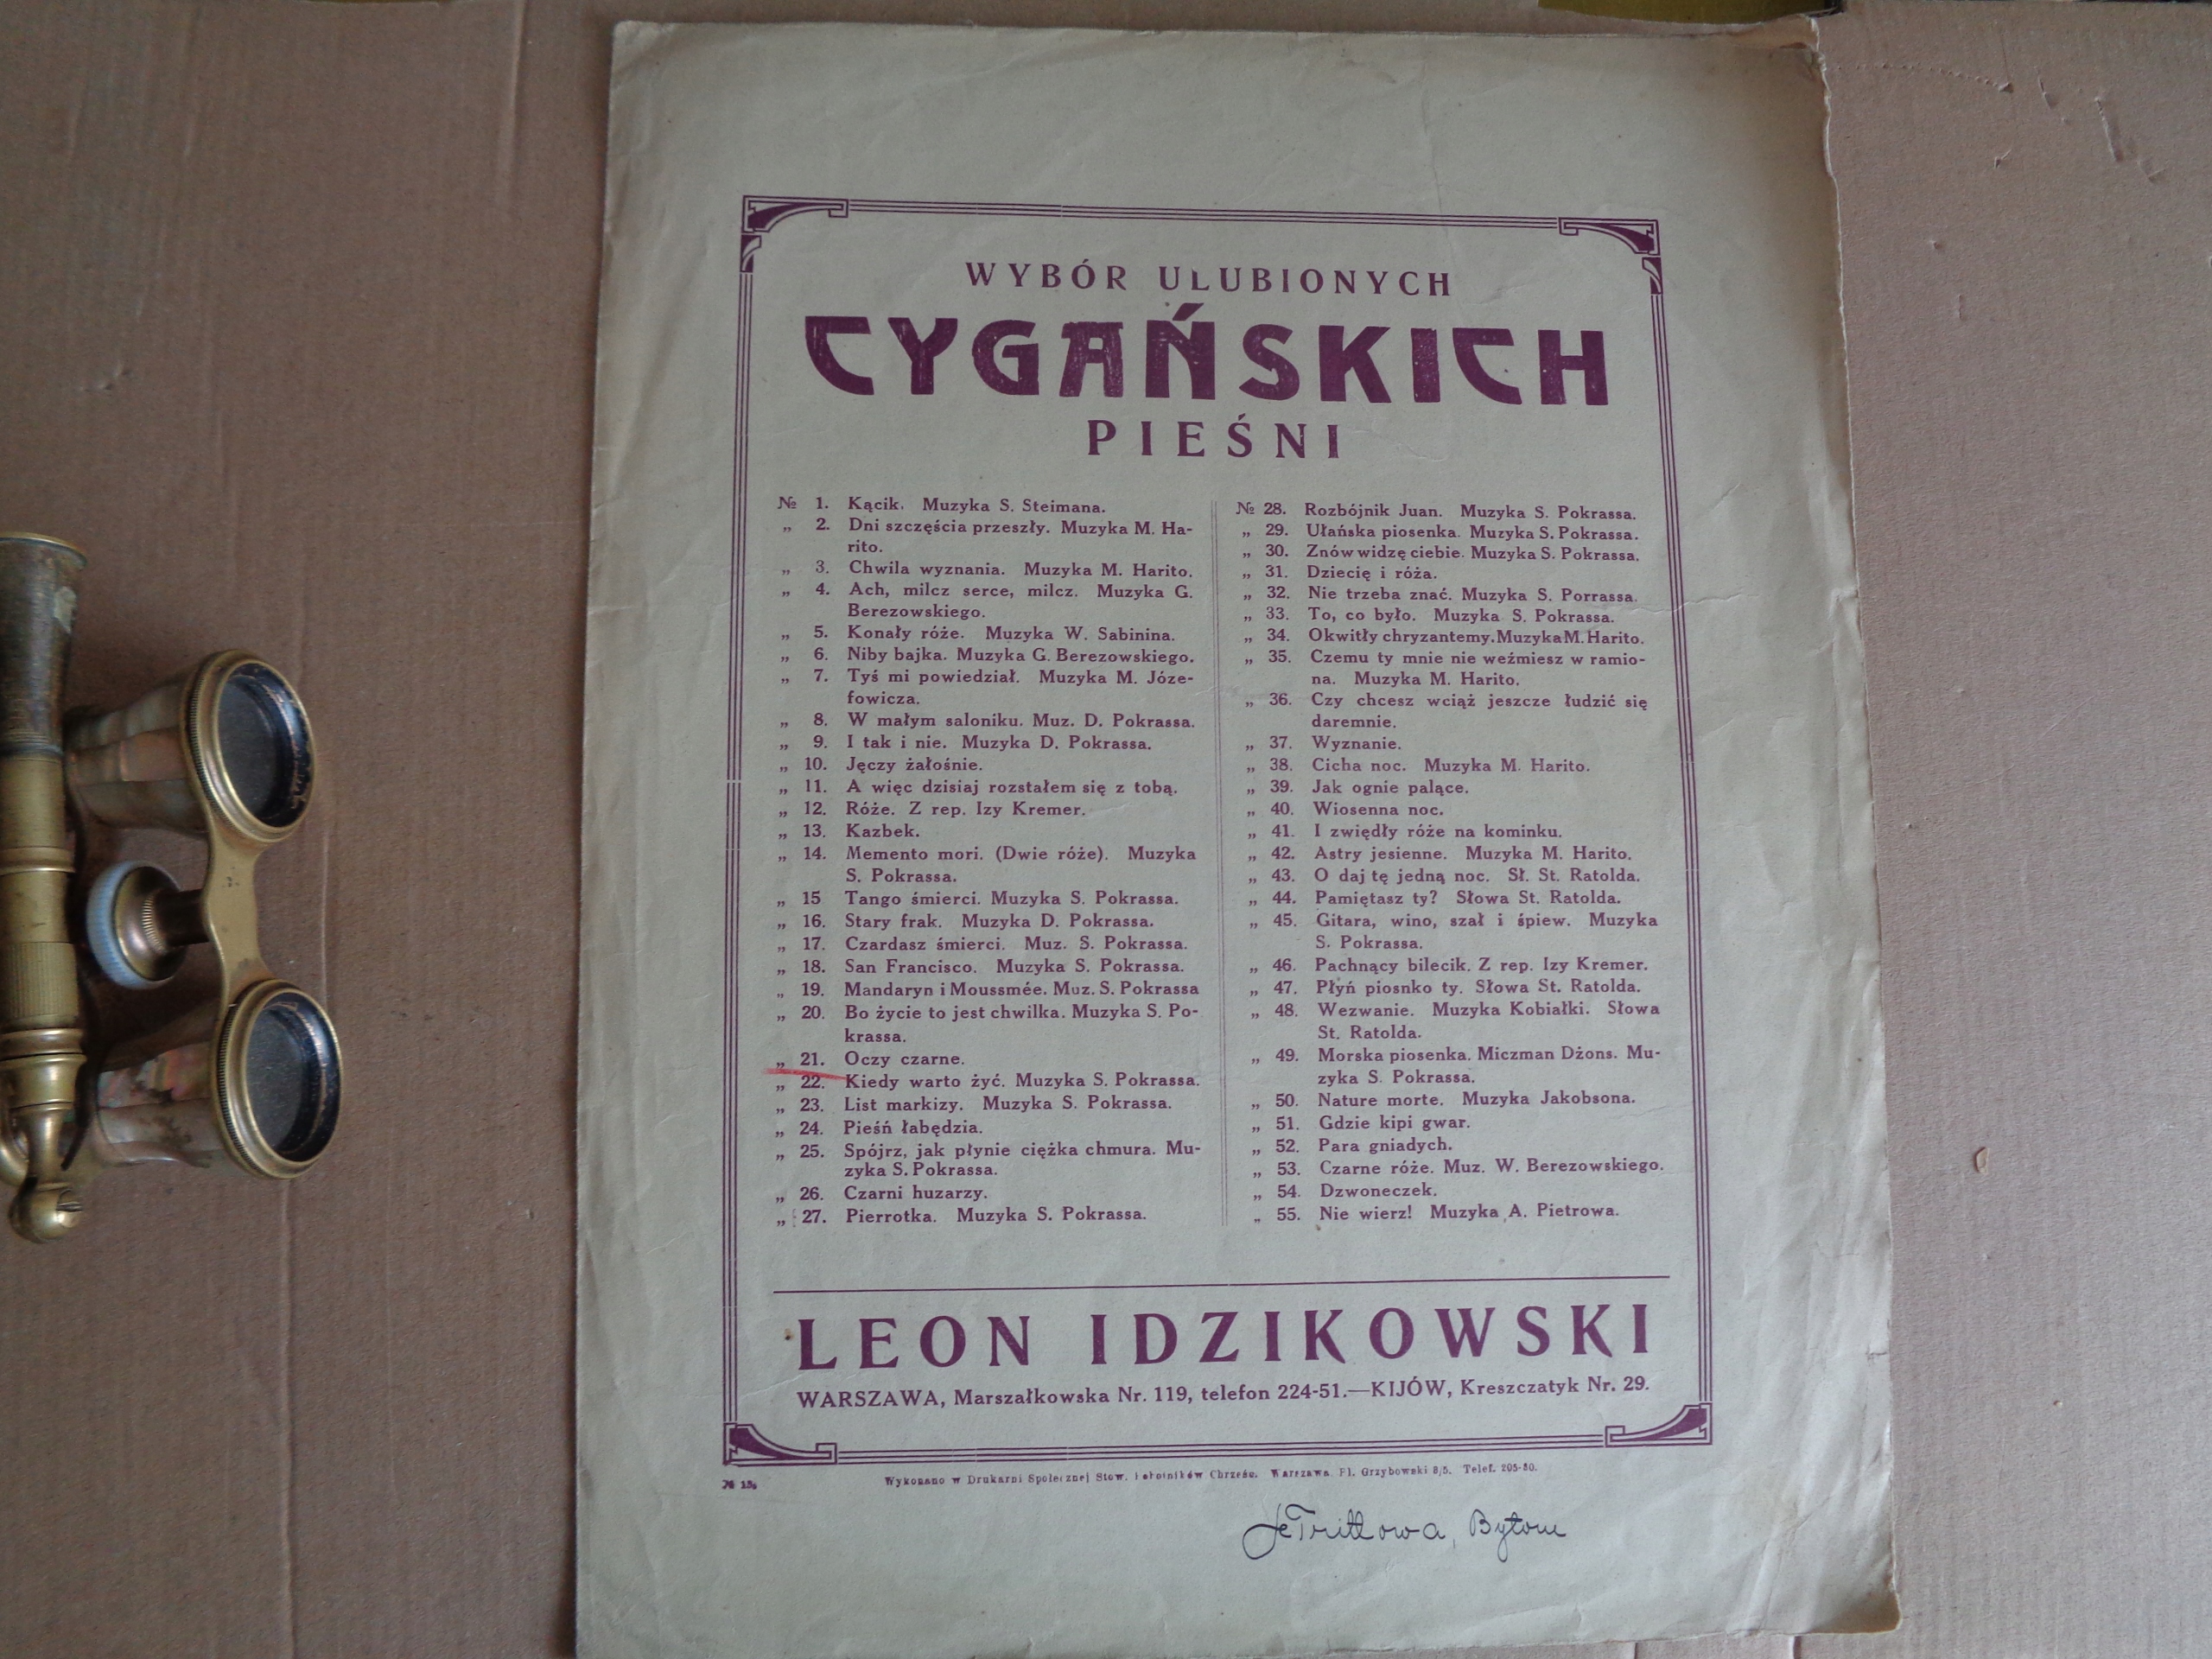 WYBÓR ULUBIONYCH
CYGAŃSKICH
PIEŚNI
№ 1. Kącik. Muzyka S. Steimana.
„ 2. Dni szczęścia przeszły. Muzyka M. Ha-
rito.
„ 3. Chwila wyznania. Muzyka M. Harito.
„ 4. Ach, milcz serce, milcz. Muzyka G.
Berezowskiego.
„ 5. Konały róże. Muzyka W. Sabinina.
„ 6. Niby bajka. Muzyka G. Berezowskiego.
„ 7. Tyś mi powiedział. Muzyka M. Józe-
fowicza.
„ 8. W małym saloniku. Muz. D. Pokrassa.
„ 9. I tak i nie. Muzyka D. Pokrassa.
„ 10. Jęczy żałośnie.
„ 11. A więc dzisiaj rozstałem się z tobą.
„ 12. Róże. Z rep. Izy Kremer.
„ 13. Kazbek.
„ 14. Memento mori. (Dwie róże). Muzyka
S. Pokrassa.
„ 15 Tango śmierci. Muzyka S. Pokrassa.
„ 16. Stary frak. Muzyka D. Pokrassa.
„ 17. Czardasz śmierci. Muz. S. Pokrassa.
„ 18. San Francisco. Muzyka S. Pokrassa.
„ 19. Mandaryn i Moussmée. Muz. S. Pokrassa
„ 20. Bo życie to jest chwilka. Muzyka S. Po-
krassa.
„ 21. Oczy czarne.
„ 22. Kiedy warto żyć. Muzyka S. Pokrassa.
„ 23. List markizy. Muzyka S. Pokrassa.
„ 24. Pieśń łabędzia.
„ 25. Spójrz, jak płynie ciężka chmura. Mu-
zyka S. Pokrassa.
„ 26. Czarni huzarzy.
„ 27. Pierrotka. Muzyka S. Pokrassa.
№ 28. Rozbójnik Juan. Muzyka S. Pokrassa.
„ 29. Ułańska piosenka. Muzyka S. Pokrassa.
„ 30. Znów widzę ciebie. Muzyka S. Pokrassa.
„ 31. Dziecię i róża.
„ 32. Nie trzeba znać. Muzyka S. Porrassa.
„ 33. To, co było. Muzyka S. Pokrassa.
„ 34. Okwitły chryzantemy. Muzyka M. Harito.
„ 35. Czemu ty mnie nie weźmiesz w ramio-
na. Muzyka M. Harito.
„ 36. Czy chcesz wciąż jeszcze łudzić się
daremnie.
„ 37. Wyznanie.
„ 38. Cicha noc. Muzyka M. Harito.
„ 39. Jak ognie palące.
„ 40. Wiosenna noc.
„ 41. I zwiędły róże na kominku.
„ 42. Astry jesienne. Muzyka M. Harito.
„ 43. O daj tę jedną noc. Sł. St. Ratolda.
„ 44. Pamiętasz ty? Słowa St. Ratolda.
„ 45. Gitara, wino, szał i śpiew. Muzyka
S. Pokrassa.
„ 46. Pachnący bilecik. Z rep. Izy Kremer.
„ 47. Płyń piosnko ty. Słowa St. Ratolda.
„ 48. Wezwanie. Muzyka Kobiałki. Słowa
St. Ratolda.
„ 49. Morska piosenka. Miczman Dżons. Mu-
zyka S. Pokrassa.
„ 50. Nature morte. Muzyka Jakobsona.
„ 51. Gdzie kipi gwar.
„ 52. Para gniadych.
„ 53. Czarne róże. Muz. W. Berezowskiego.
„ 54. Dzwoneczek.
„ 55. Nie wierz! Muzyka A. Pietrowa.
LEON IDZIKOWSKI
WARSZAWA, Marszałkowska Nr. 119, telefon 224-51.—KIJÓW, Kreszczatyk Nr. 29.
Wykonano w Drukarni Społecznej Stow. Robotników Chrześc. Warszawa. Pl. Grzybowski 3/5. Telef. 205-80.
Bytom